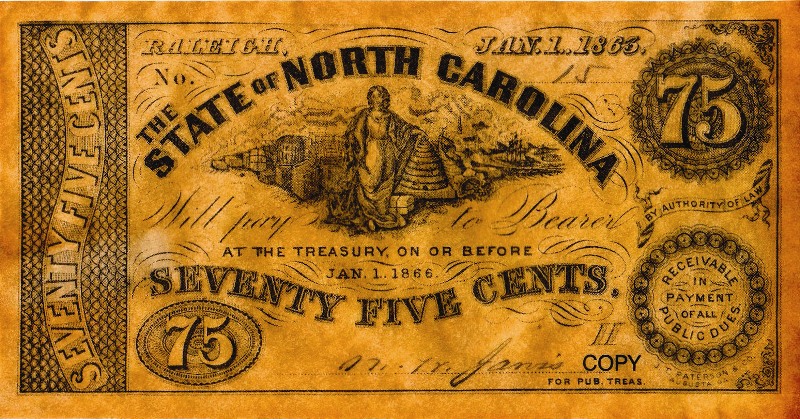 SEVENTY FIVE CENTS
RALEIGH, JAN. 1. 1863.
No. 15
THE
STATE OF NORTH CAROLINA
75
Will pay to Bearer
BY AUTHORITY OF LAW
AT THE TREASURY, ON OR BEFORE
JAN. 1. 1866.
SEVENTY FIVE CENTS.
RECEIVABLE
IN
PAYMENT
OF ALL
PUBLIC DUES.
75
COPY
FOR PUB. TREAS.